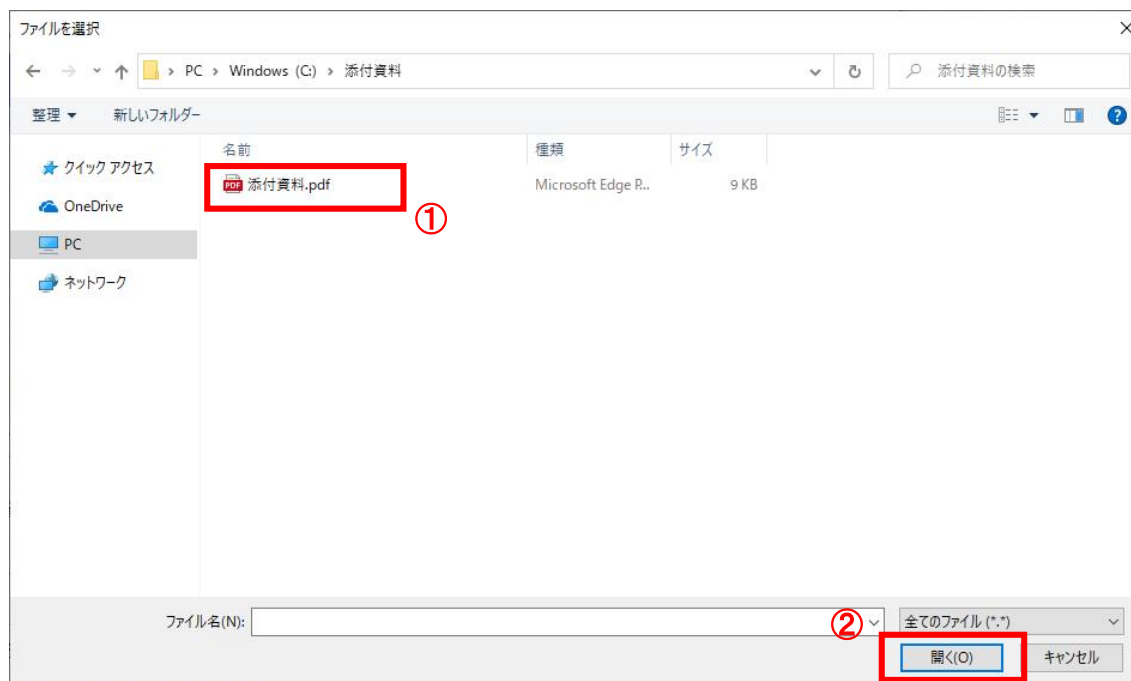 ファイルを選択
PC › Windows (C:) › 添付資料
添付資料の検索
整理
新しいフォルダー
名前 種類 サイズ
クイック アクセス
PDF 添付資料.pdf Microsoft Edge P... 9 KB
①
OneDrive
PC
ネットワーク
ファイル名(N):
②
全てのファイル (*.*)
開く(O)
キャンセル